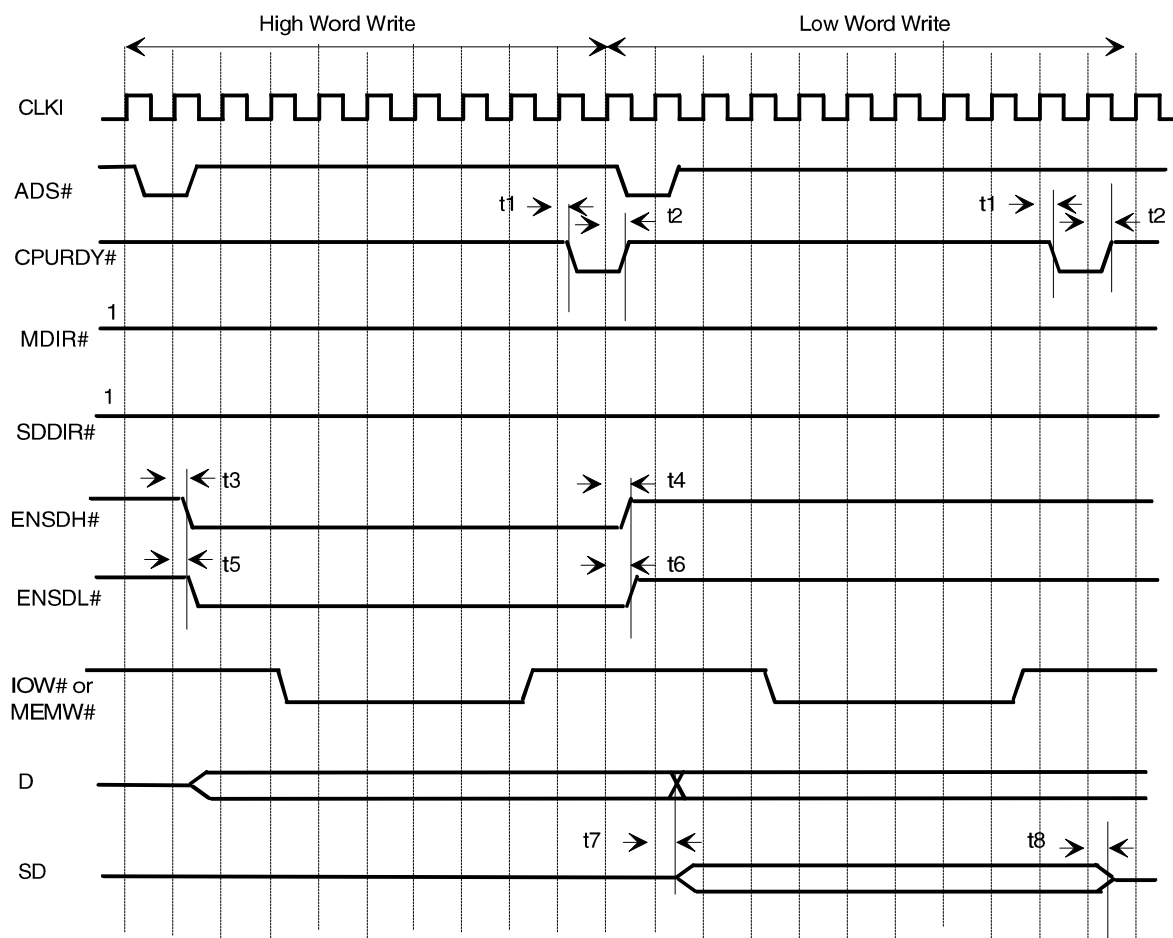 High Word Write
Low Word Write
CLKI
ADS#
t1
t2
t1
t2
CPURDY#
1
MDIR#
1
SDDIR#
t3
t4
ENSDH#
t5
t6
ENSDL#
IOW# or
MEMW#
D
t7
t8
SD